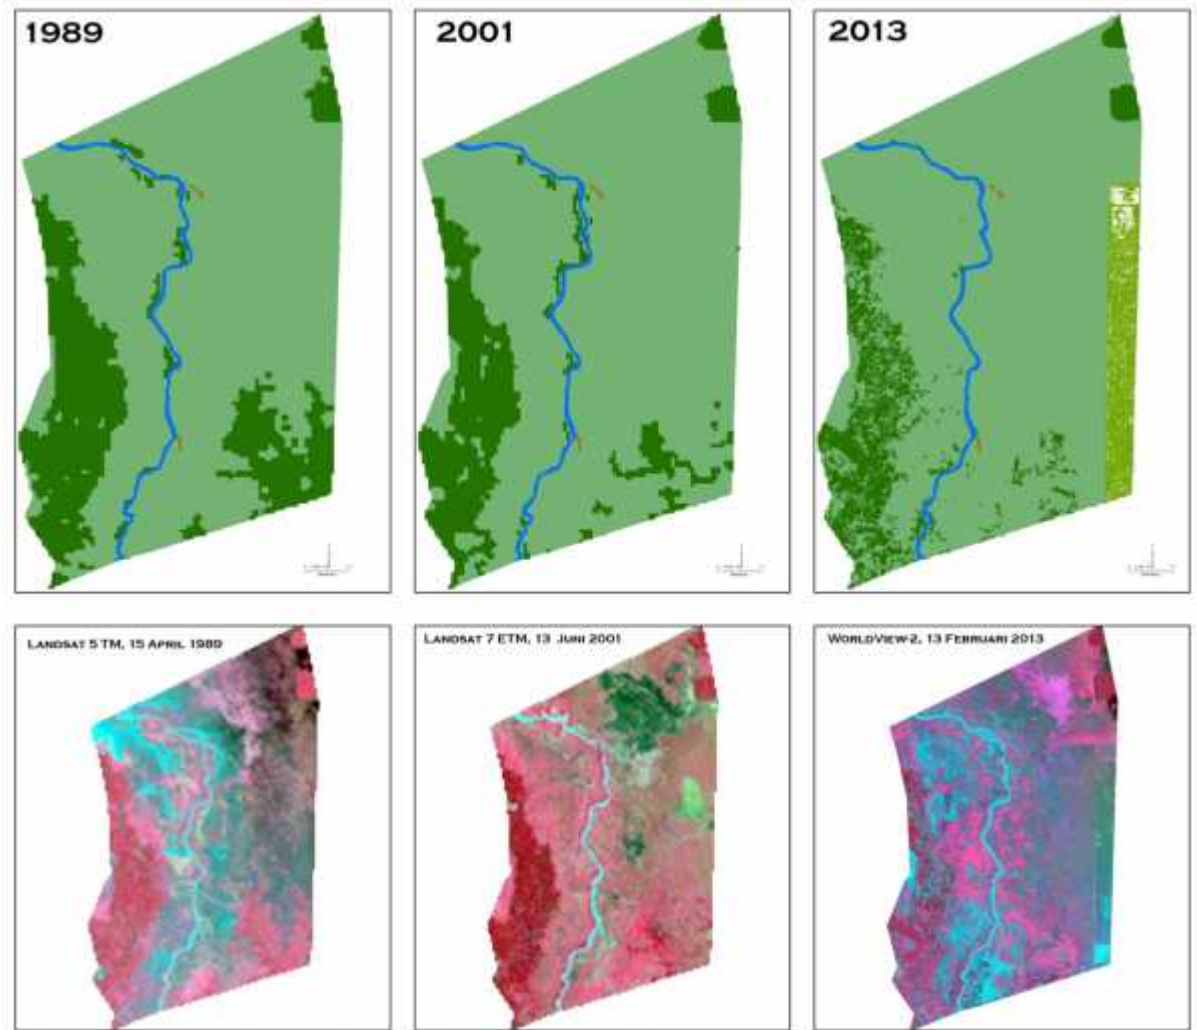 1989
2001
2013
LANDSAT 5 TM, 15 APRIL 1989
LANDSAT 7 ETM, 13 JUNI 2001
WORLDVIEW-2, 13 FEBRUARI 2013